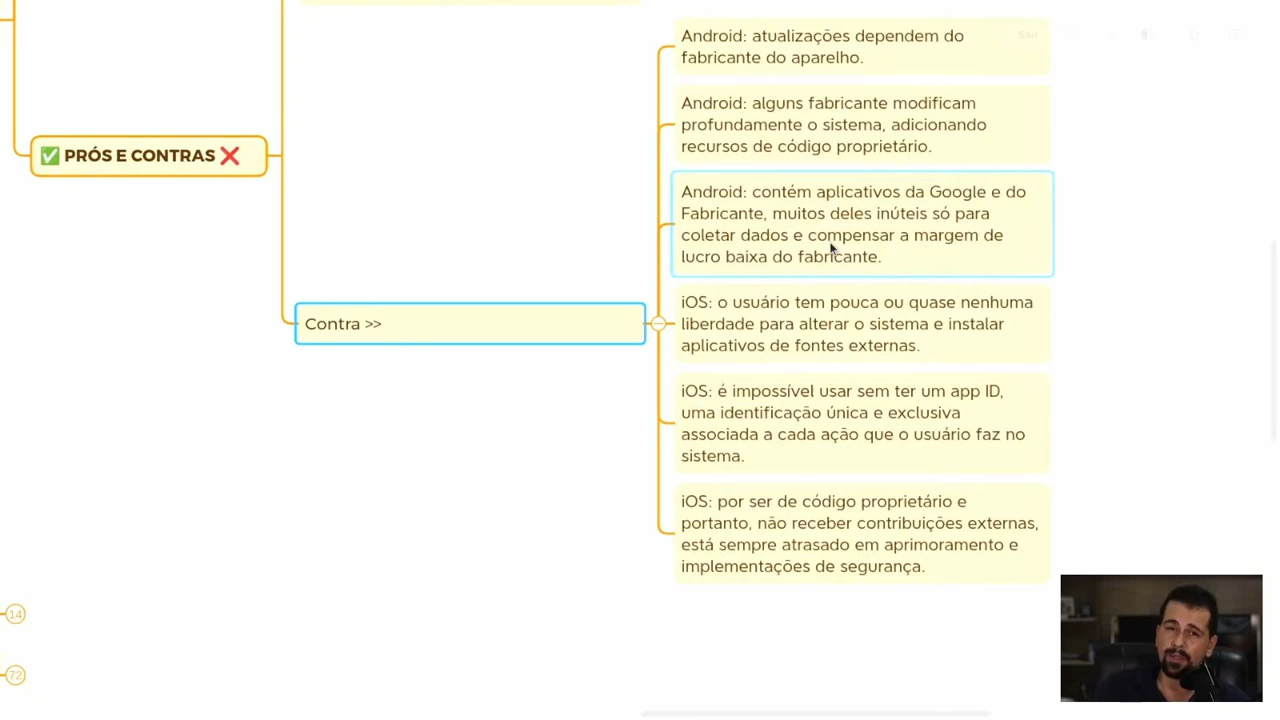 Android: atualizações dependem do
fabricante do aparelho.
Android: alguns fabricante modificam
profundamente o sistema, adicionando
recursos de código proprietário.
✅ PRÓS E CONTRAS ❌
Android: contém aplicativos da Google e do
Fabricante, muitos deles inúteis só para
coletar dados e compensar a margem de
lucro baixa do fabricante.
Contra >>
iOS: o usuário tem pouca ou quase nenhuma
liberdade para alterar o sistema e instalar
aplicativos de fontes externas.
iOS: é impossível usar sem ter um app ID,
uma identificação única e exclusiva
associada a cada ação que o usuário faz no
sistema.
iOS: por ser de código proprietário e
portanto, não receber contribuições externas,
está sempre atrasado em aprimoramento e
implementações de segurança.
14
72